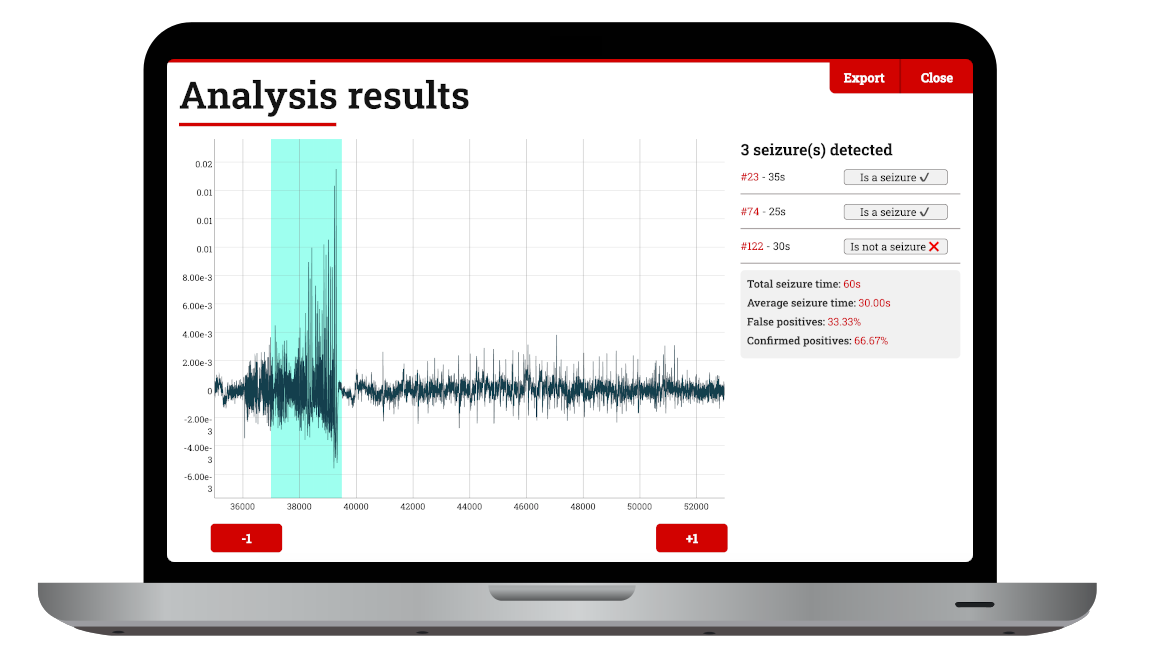 Export
Close
Analysis results
3 seizure(s) detected
#23 - 35s
Is a seizure ✓
#74 - 25s
Is a seizure ✓
#122 - 30s
Is not a seizure ❌
Total seizure time: 60s
Average seizure time: 30.00s
False positives: 33.33%
Confirmed positives: 66.67%
0.02
0.01
0.01
0.01
8.00e-3
6.00e-3
4.00e-3
2.00e-3
0
-2.00e-
3
-4.00e-
3
-6.00e-
3
36000 38000 40000 42000 44000 46000 48000 50000 52000
-1
+1